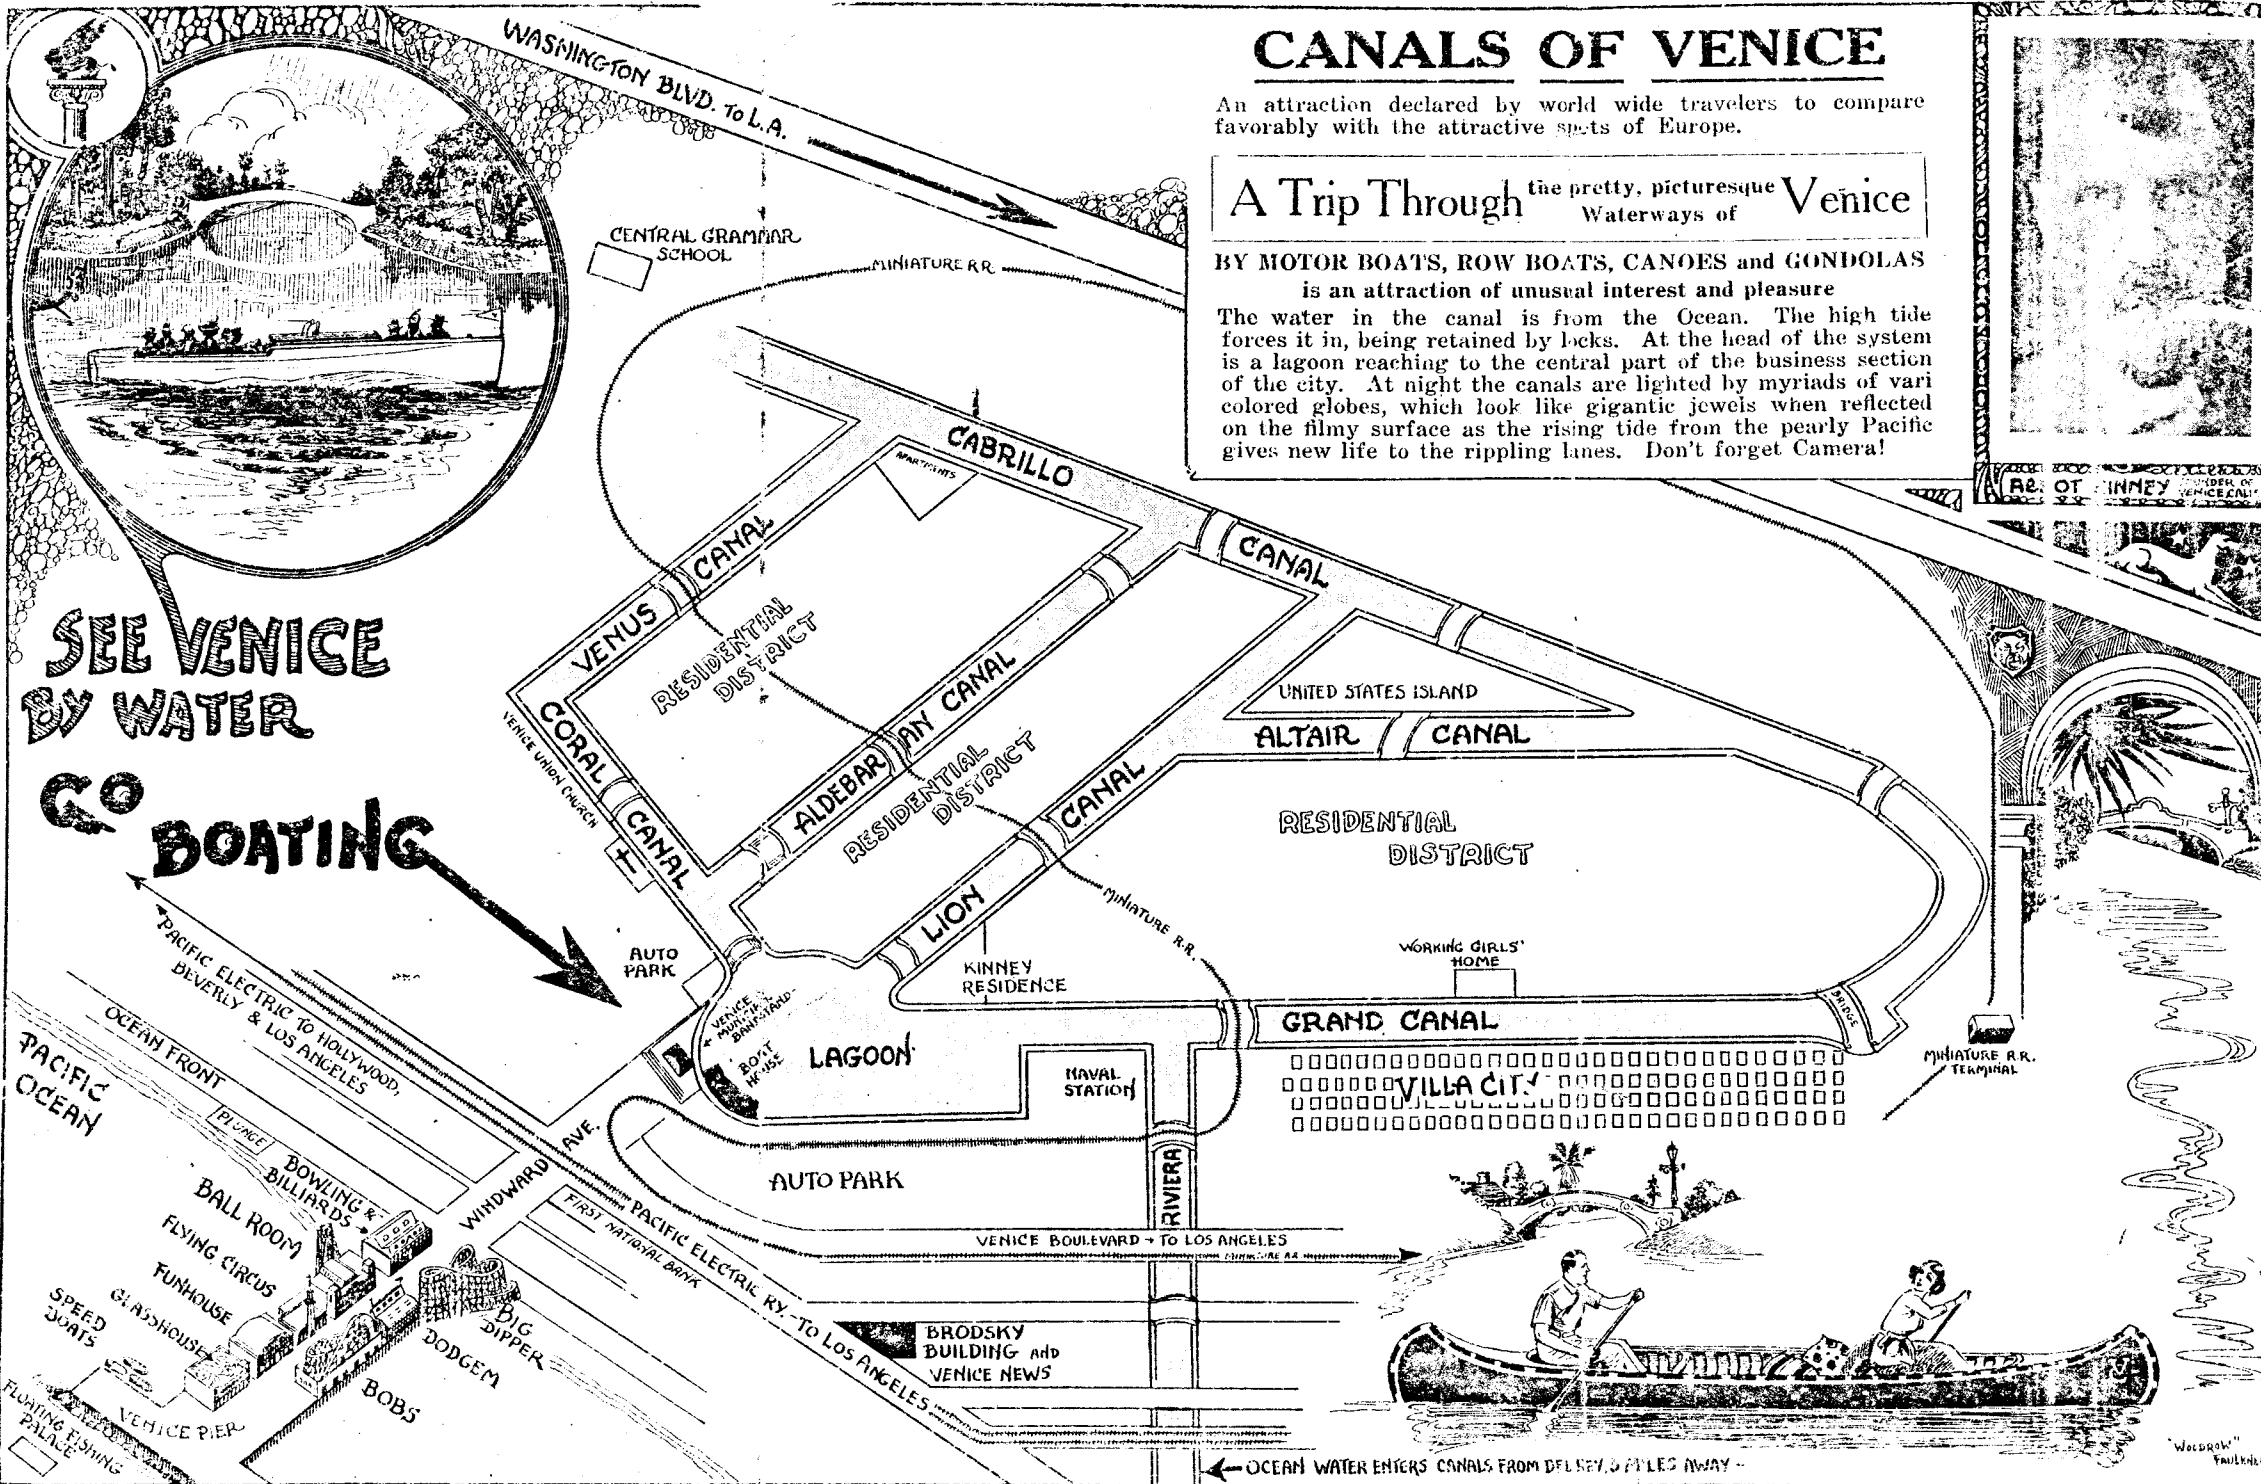 WASHINGTON BLVD. TO L.A.
CANALS OF VENICE
An attraction declared by world wide travelers to compare
favorably with the attractive spots of Europe.
A Trip Through the pretty, picturesque Waterways of Venice
BY MOTOR BOATS, ROW BOATS, CANOES and GONDOLAS
is an attraction of unusual interest and pleasure
The water in the canal is from the Ocean. The high tide
forces it in, being retained by locks. At the head of the system
is a lagoon reaching to the central part of the business section
of the city. At night the canals are lighted by myriads of vari
colored globes, which look like gigantic jewels when reflected
on the filmy surface as the rising tide from the pearly Pacific
gives new life to the rippling lanes. Don't forget Camera!
CENTRAL GRAMMAR
SCHOOL
MINIATURE R.R.
CABRILLO
CANAL
APARTMENTS
VENUS CANAL
RESIDENTIAL
DISTRICT
SEE VENICE
BY WATER
GO
BOATING
CORAL
CANAL
VENICE UNION CHURCH
ALDEBARAN CANAL
RESIDENTIAL
DISTRICT
LION CANAL
UNITED STATES ISLAND
ALTAIR CANAL
RESIDENTIAL
DISTRICT
MINIATURE R.R.
WORKING GIRLS'
HOME
KINNEY
RESIDENCE
AUTO
PARK
VENICE
MUNICIPAL
BANDSTAND
BOAT
HOUSE
LAGOON
GRAND CANAL
BRIDGE
NAVAL
STATION
VILLA CITY
MINIATURE R.R.
TERMINAL
PACIFIC ELECTRIC TO HOLLYWOOD,
BEVERLY & LOS ANGELES
OCEAN FRONT
PACIFIC
OCEAN
PLUNGE
BOWLING &
BILLIARDS
BALL ROOM
FLYING CIRCUS
FUNHOUSE
GLASSHOUSE
SPEED
BOATS
FLOATING FISHING
PALACE
VENICE PIER
BOBS
DODGEM
BIG
DIPPER
WINDWARD AVE.
FIRST NATIONAL BANK
PACIFIC ELECTRIC RY. - TO LOS ANGELES
AUTO PARK
RIVIERA
VENICE BOULEVARD → TO LOS ANGELES
MINIATURE R.R.
BRODSKY
BUILDING AND
VENICE NEWS
OCEAN WATER ENTERS CANALS FROM DEL REY, MILES AWAY -